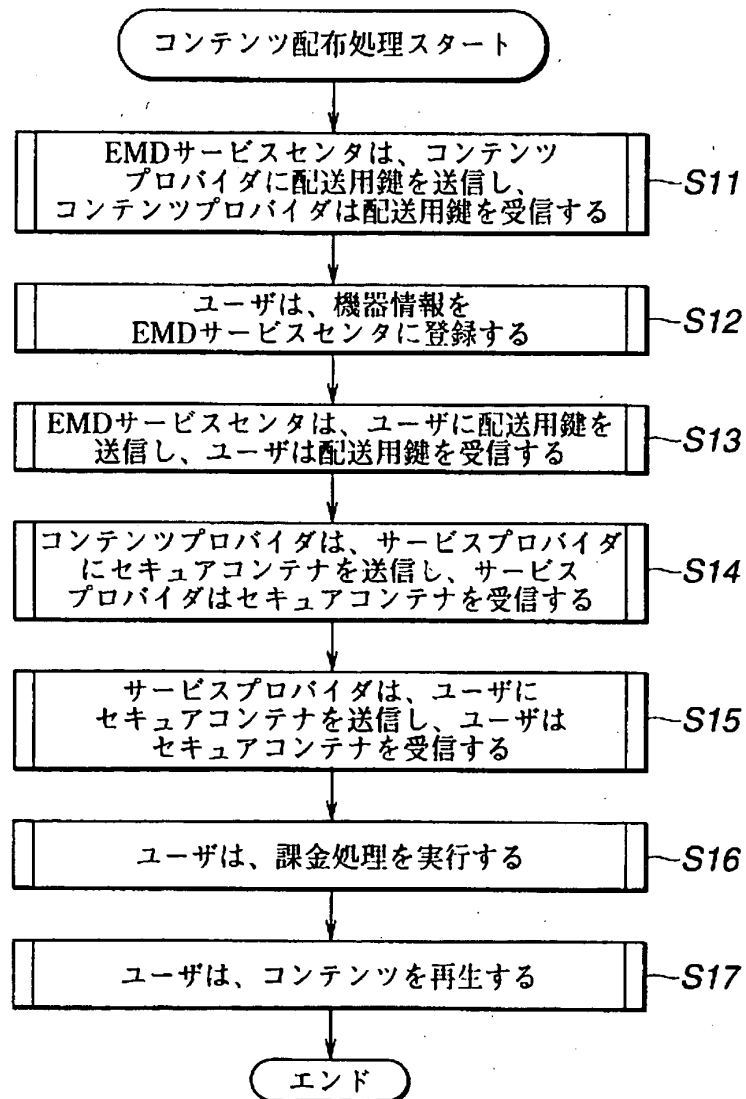 コンテンツ配布処理スタート
EMDサービスセンタは、コンテンツ
プロバイダに配送用鍵を送信し、
コンテンツプロバイダは配送用鍵を受信する
S11
ユーザは、機器情報を
EMDサービスセンタに登録する
S12
EMDサービスセンタは、ユーザに配送用鍵を
送信し、ユーザは配送用鍵を受信する
S13
コンテンツプロバイダは、サービスプロバイダ
にセキュアコンテナを送信し、サービス
プロバイダはセキュアコンテナを受信する
S14
サービスプロバイダは、ユーザに
セキュアコンテナを送信し、ユーザは
セキュアコンテナを受信する
S15
ユーザは、課金処理を実行する
S16
ユーザは、コンテンツを再生する
S17
エンド